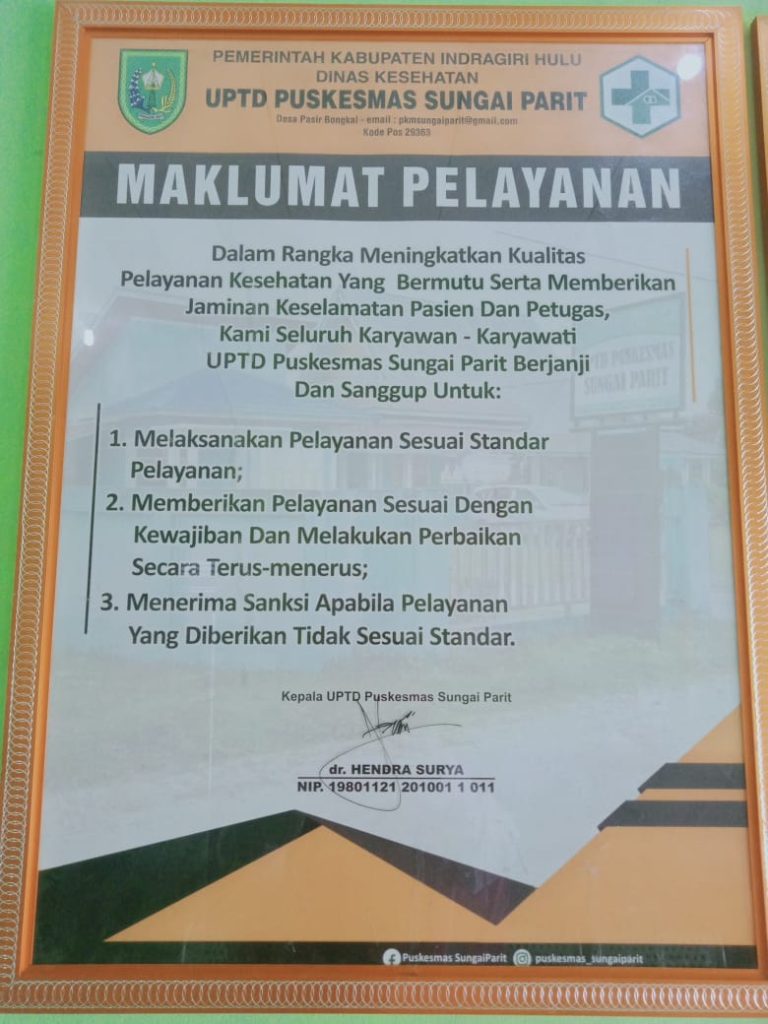 PEMERINTAH KABUPATEN INDRAGIRI HULU
DINAS KESEHATAN
UPTD PUSKESMAS SUNGAI PARIT
Desa Pasir Bongkal - email : pkmsungaiparit@gmail.com
Kode Pos 29363
MAKLUMAT PELAYANAN
Dalam Rangka Meningkatkan Kualitas
Pelayanan Kesehatan Yang Bermutu Serta Memberikan
Jaminan Keselamatan Pasien Dan Petugas,
Kami Seluruh Karyawan - Karyawati
UPTD Puskesmas Sungai Parit Berjanji
Dan Sanggup Untuk:
UPTD PUSKESMAS
SUNGAI PARIT
1. Melaksanakan Pelayanan Sesuai Standar
Pelayanan;
2. Memberikan Pelayanan Sesuai Dengan
Kewajiban Dan Melakukan Perbaikan
Secara Terus-menerus;
3. Menerima Sanksi Apabila Pelayanan
Yang Diberikan Tidak Sesuai Standar.
Kepala UPTD Puskesmas Sungai Parit
dr. HENDRA SURYA
NIP. 19801121 201001 1 011
Puskesmas SungaiParit puskesmas_sungaiparit